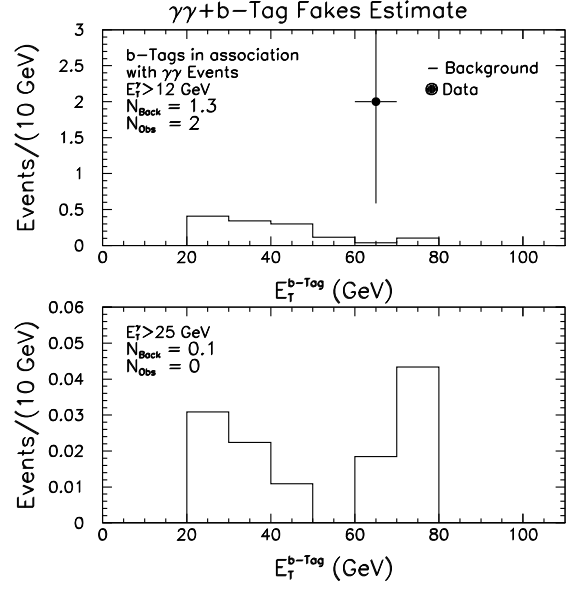 γγ+b-Tag Fakes Estimate
3
2.5
2
1.5
1
0.5
0
Events/(10 GeV)
b-Tags in association
with γγ Events
E_T^γ>12 GeV
N_Back = 1.3
N_Obs = 2
– Background
● Data
0 20 40 60 80 100
E_T^b-Tag (GeV)
0.06
0.05
0.04
0.03
0.02
0.01
0
Events/(10 GeV)
E_T^γ>25 GeV
N_Back = 0.1
N_Obs = 0
0 20 40 60 80 100
E_T^b-Tag (GeV)